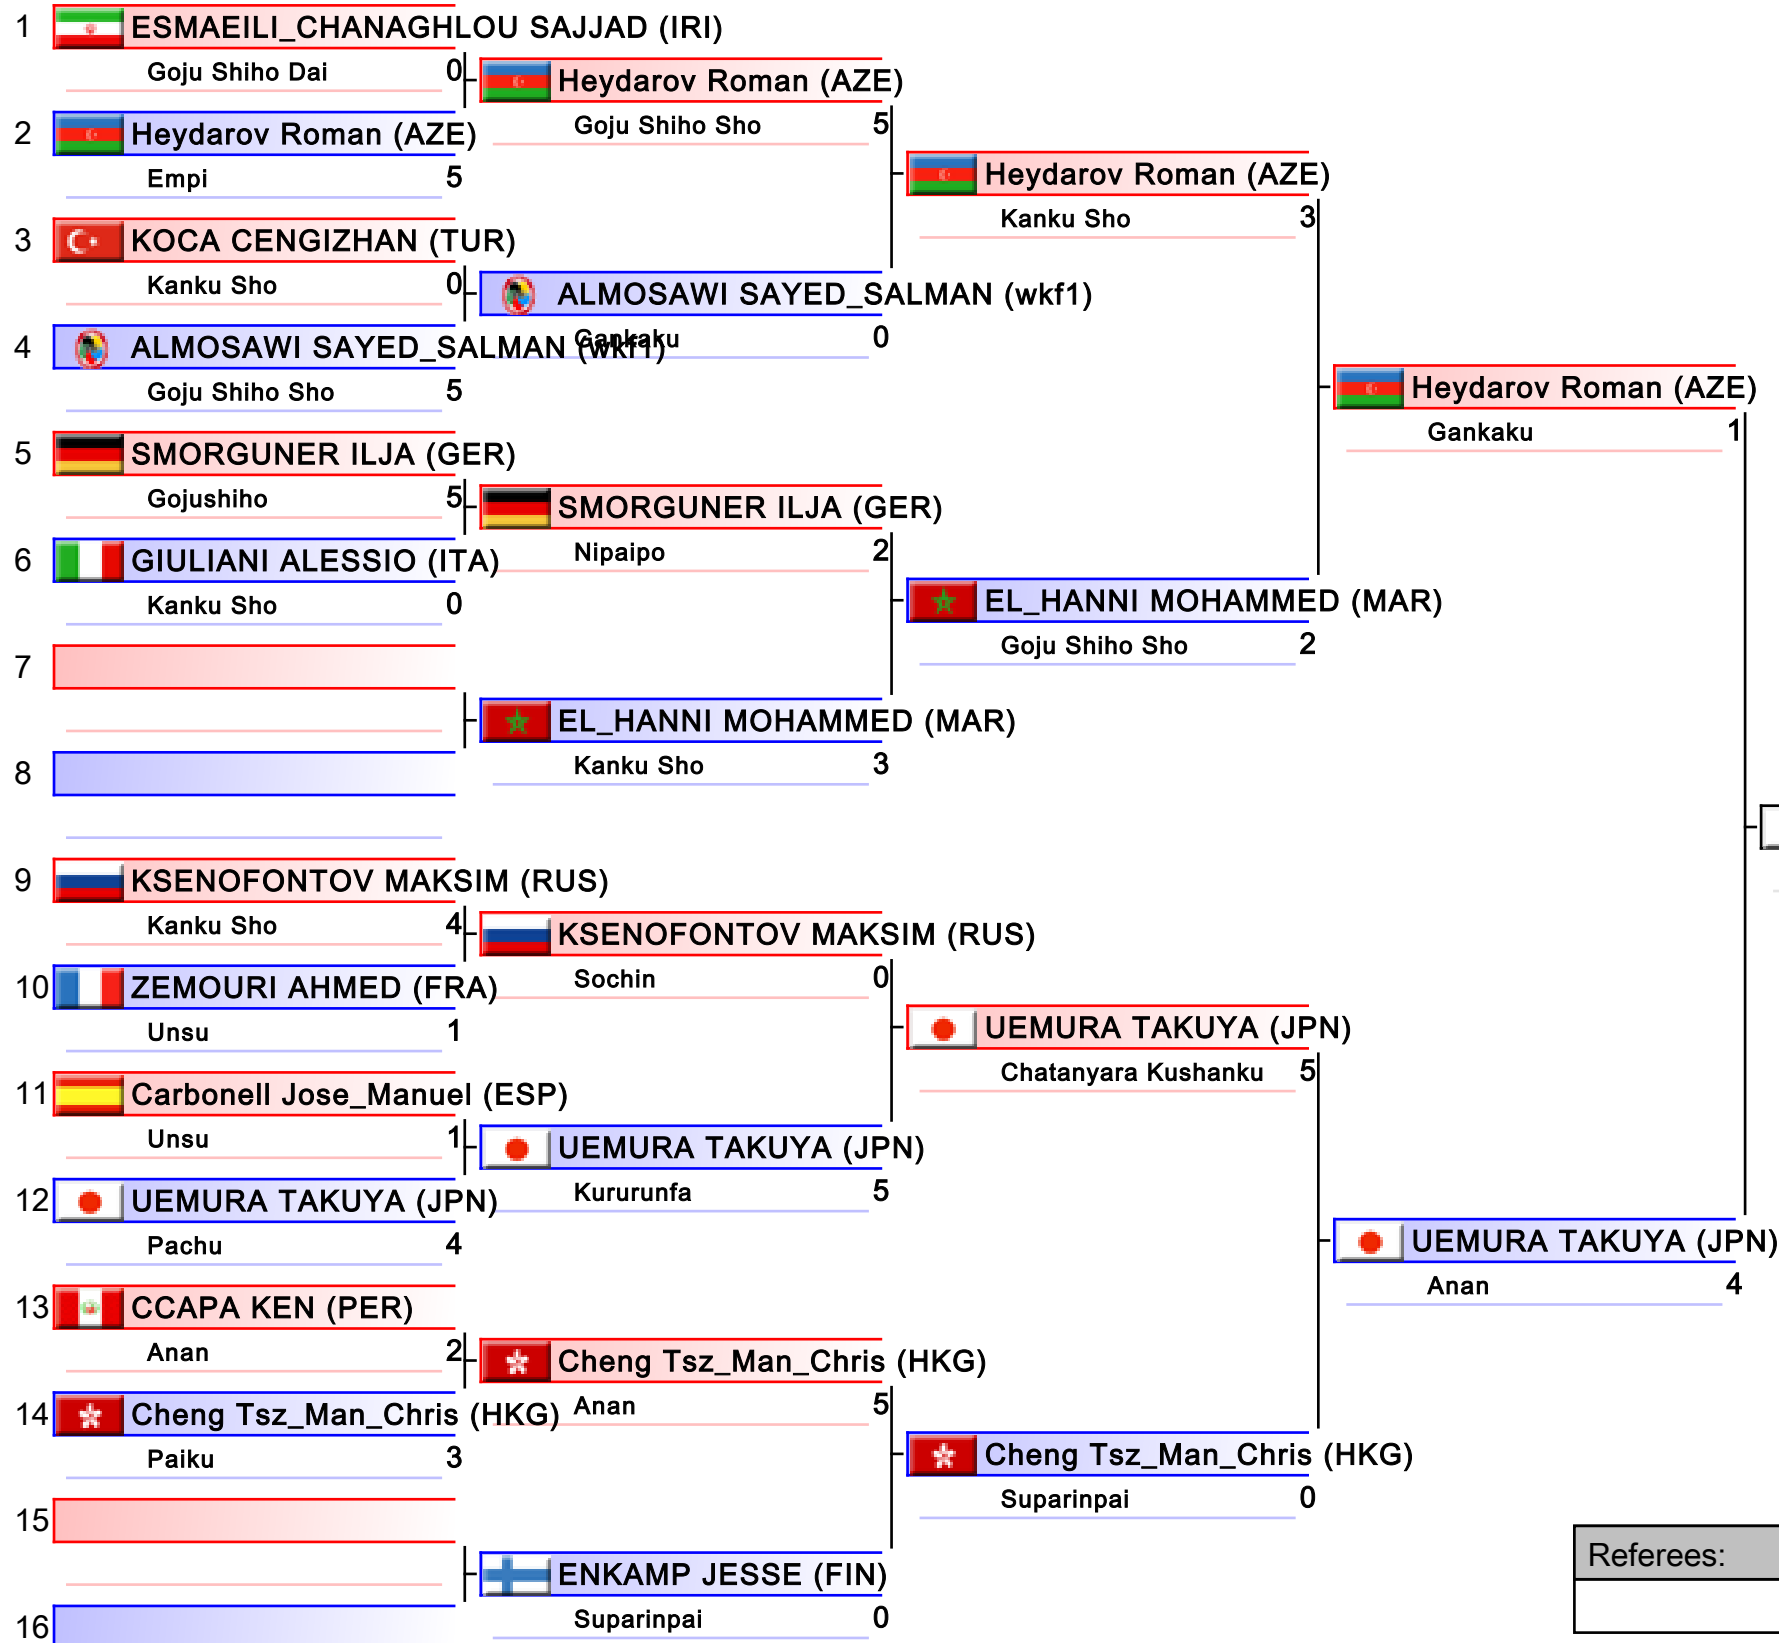 1 ESMAEILI_CHANAGHLOU SAJJAD (IRI)
Goju Shiho Dai 0
2 Heydarov Roman (AZE)
Empi 5
3 KOCA CENGIZHAN (TUR)
Kanku Sho 0
4 ALMOSAWI SAYED_SALMAN (wkf1)
Goju Shiho Sho 5
5 SMORGUNER ILJA (GER)
Gojushiho 5
6 GIULIANI ALESSIO (ITA)
Kanku Sho 0
7
8
9 KSENOFONTOV MAKSIM (RUS)
Kanku Sho 4
10 ZEMOURI AHMED (FRA)
Unsu 1
11 Carbonell Jose_Manuel (ESP)
Unsu 1
12 UEMURA TAKUYA (JPN)
Pachu 4
13 CCAPA KEN (PER)
Anan 2
14 Cheng Tsz_Man_Chris (HKG)
Paiku 3
15
16
Heydarov Roman (AZE)
Goju Shiho Sho 5
ALMOSAWI SAYED_SALMAN (wkf1)
Gankaku 0
SMORGUNER ILJA (GER)
Nipaipo 2
EL_HANNI MOHAMMED (MAR)
Kanku Sho 3
KSENOFONTOV MAKSIM (RUS)
Sochin 0
UEMURA TAKUYA (JPN)
Kururunfa 5
Cheng Tsz_Man_Chris (HKG)
Anan 5
ENKAMP JESSE (FIN)
Suparinpai 0
Heydarov Roman (AZE)
Kanku Sho 3
EL_HANNI MOHAMMED (MAR)
Goju Shiho Sho 2
UEMURA TAKUYA (JPN)
Chatanyara Kushanku 5
Cheng Tsz_Man_Chris (HKG)
Suparinpai 0
Heydarov Roman (AZE)
Gankaku 1
UEMURA TAKUYA (JPN)
Anan 4
Referees: